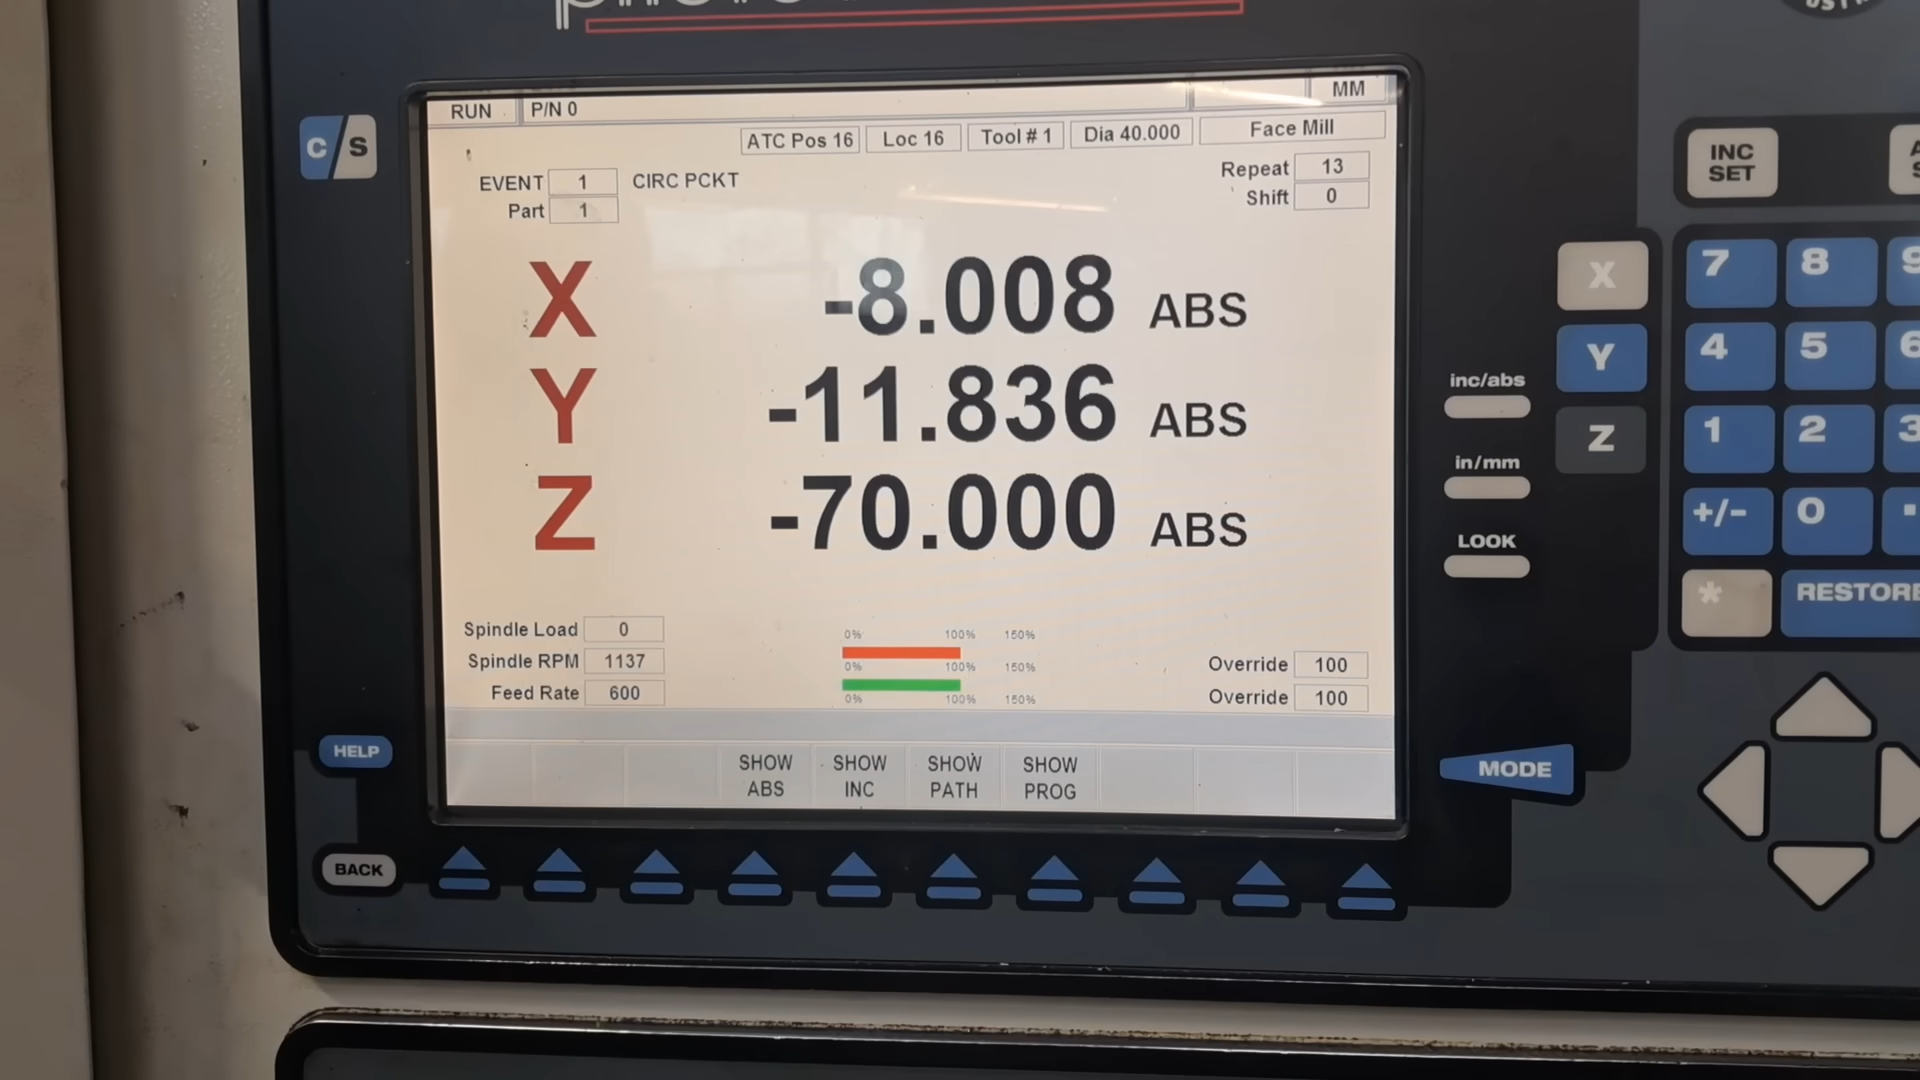 RUN P/N 0 MM
ATC Pos 16 Loc 16 Tool # 1 Dia 40.000 Face Mill
EVENT 1 CIRC PCKT Repeat 13
Part 1 Shift 0
X -8.008 ABS
Y -11.836 ABS
Z -70.000 ABS
Spindle Load 0 0% 100% 150%
Spindle RPM 1137 0% 100% 150% Override 100
Feed Rate 600 0% 100% 150% Override 100
SHOW ABS
SHOW INC
SHOW PATH
SHOW PROG
C/S
HELP
BACK
inc/abs
in/mm
LOOK
MODE
INC
SET
X
Y
Z
7 8 9
4 5 6
1 2 3
+/- 0 .
* RESTORE